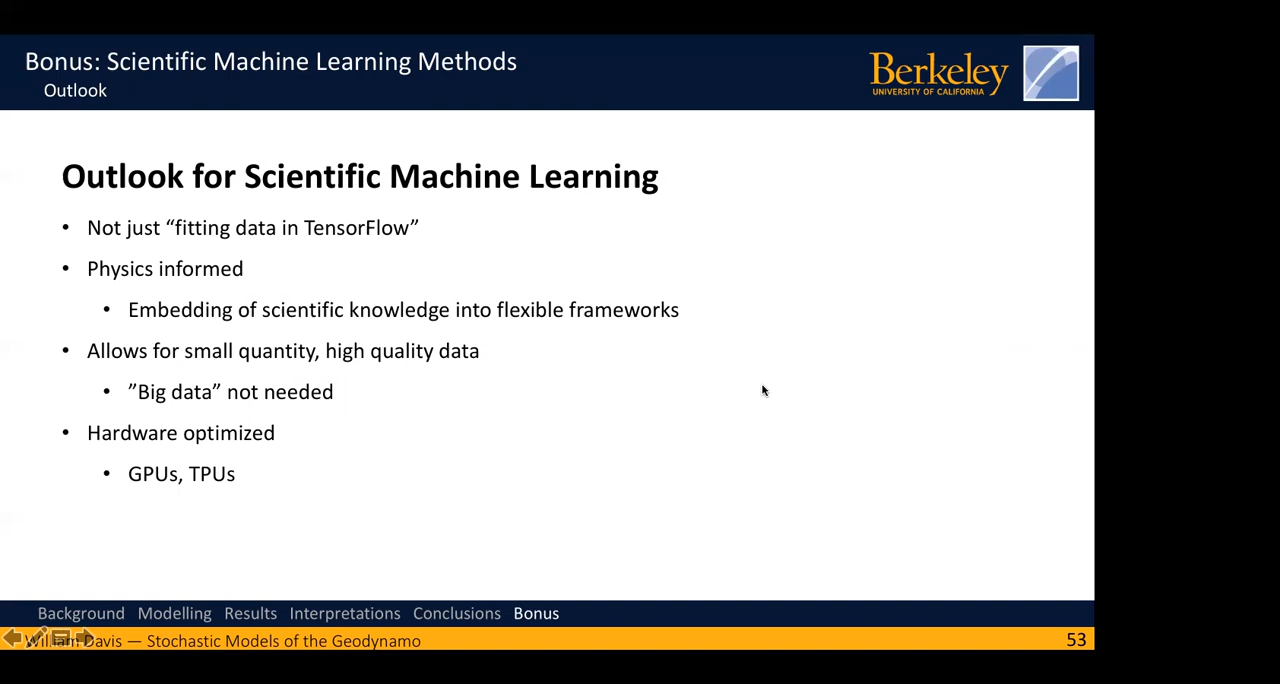 Bonus: Scientific Machine Learning Methods
Outlook
Berkeley
UNIVERSITY OF CALIFORNIA
Outlook for Scientific Machine Learning
• Not just “fitting data in TensorFlow”
• Physics informed
• Embedding of scientific knowledge into flexible frameworks
• Allows for small quantity, high quality data
• ”Big data” not needed
• Hardware optimized
• GPUs, TPUs
Background Modelling Results Interpretations Conclusions Bonus
William Davis — Stochastic Models of the Geodynamo
53